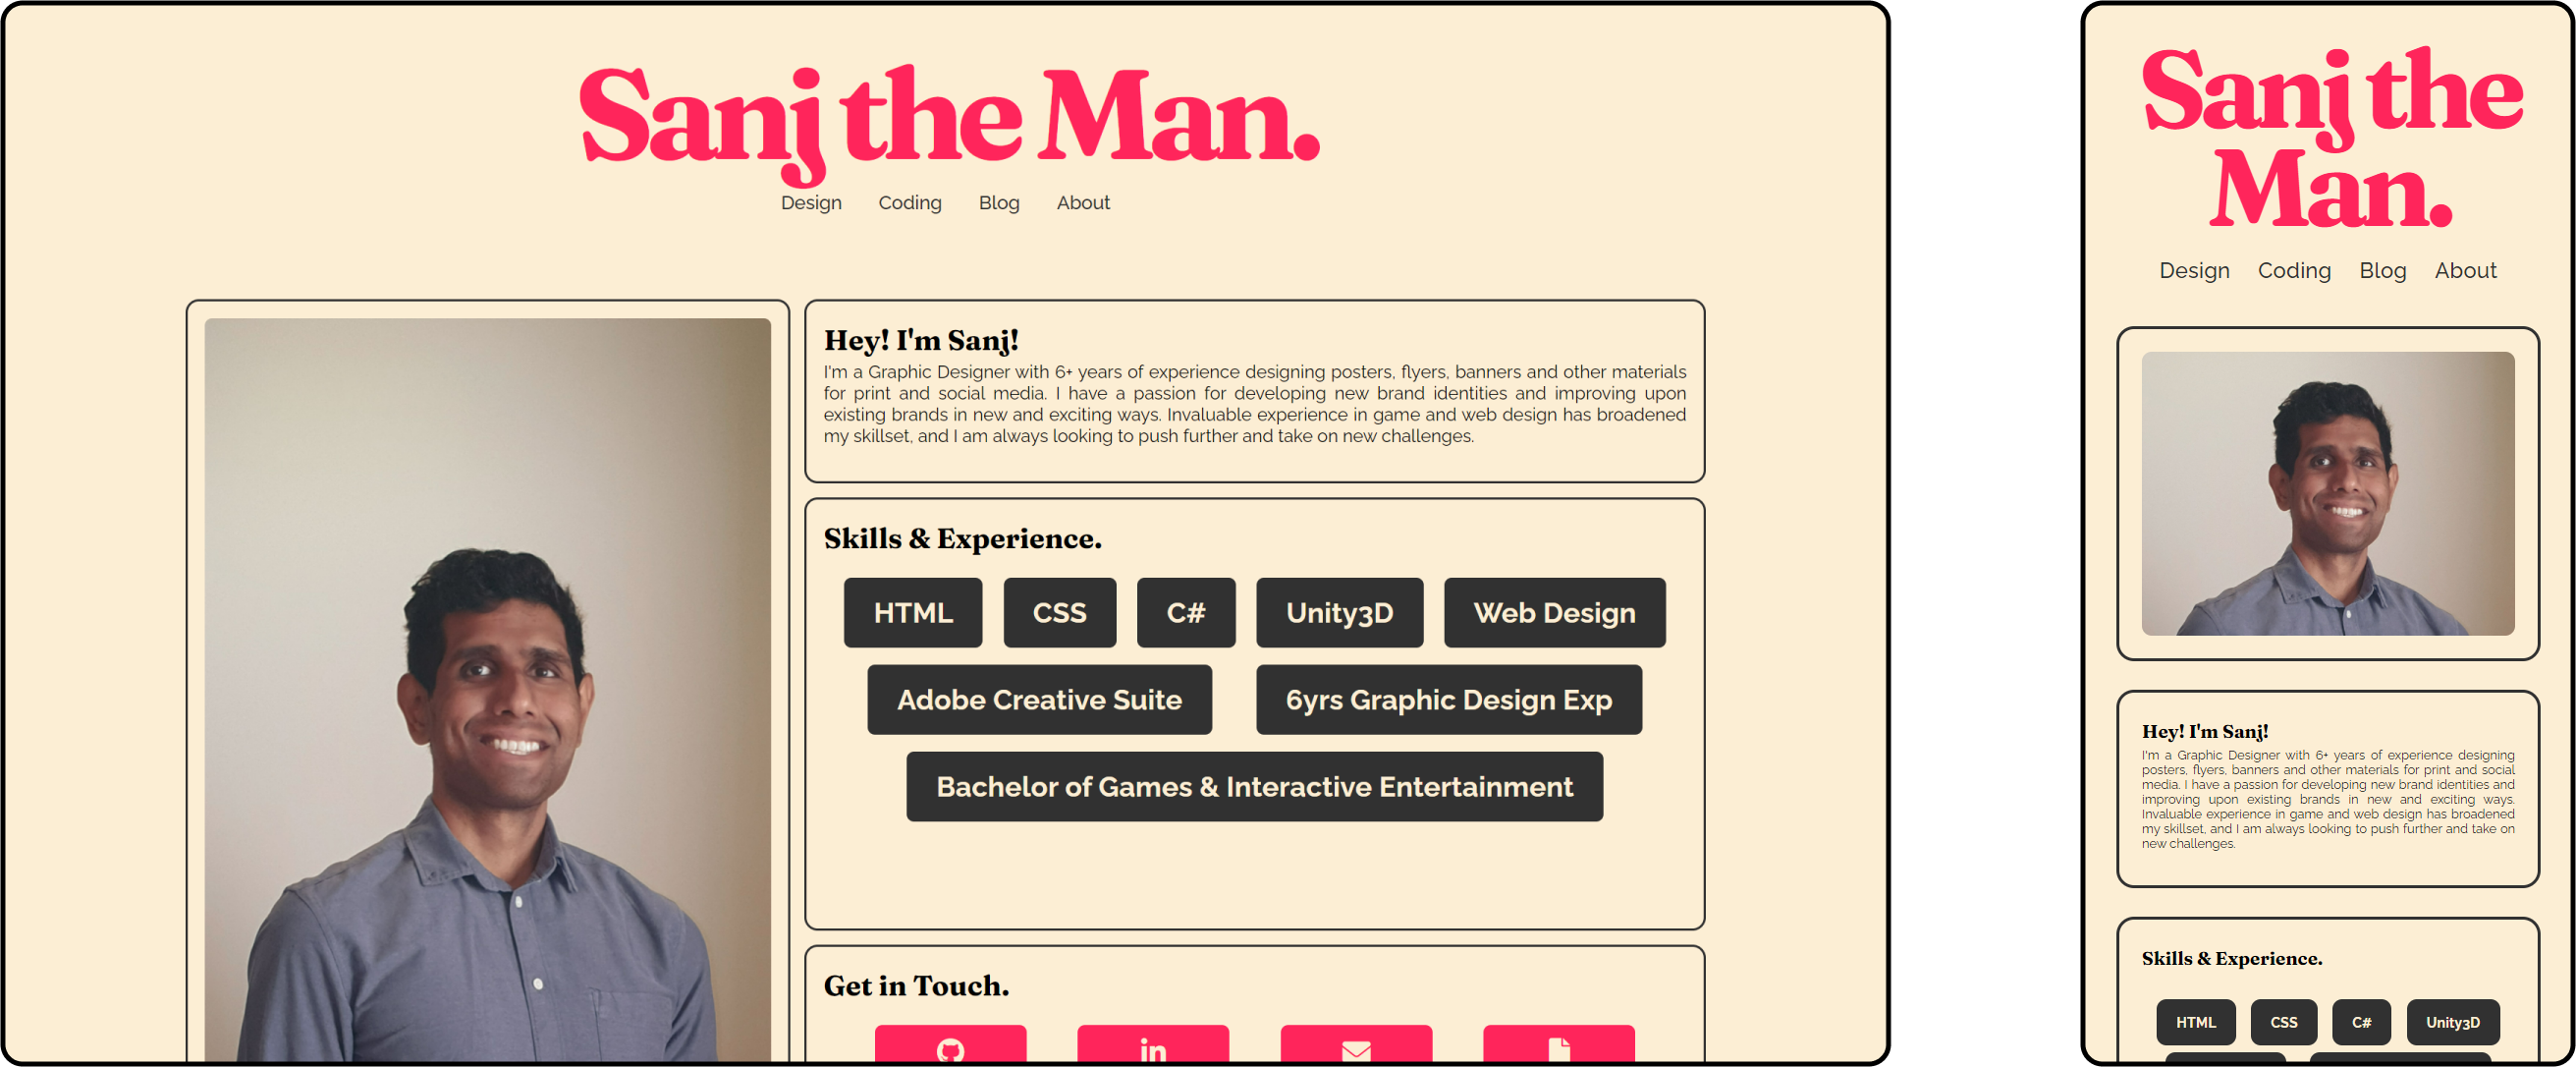 Sanj the Man.
Design Coding Blog About
Hey! I'm Sanj!
I'm a Graphic Designer with 6+ years of experience designing posters, flyers, banners and other materials
for print and social media. I have a passion for developing new brand identities and improving upon
existing brands in new and exciting ways. Invaluable experience in game and web design has broadened
my skillset, and I am always looking to push further and take on new challenges.
Skills & Experience.
HTML CSS C# Unity3D Web Design
Adobe Creative Suite 6yrs Graphic Design Exp
Bachelor of Games & Interactive Entertainment
Get in Touch.
in
Sanj the
Man.
Design Coding Blog About
Hey! I'm Sanj!
I'm a Graphic Designer with 6+ years of experience designing
posters, flyers, banners and other materials for print and social
media. I have a passion for developing new brand identities and
improving upon existing brands in new and exciting ways.
Invaluable experience in game and web design has broadened
my skillset, and I am always looking to push further and take on
new challenges.
Skills & Experience.
HTML CSS C# Unity3D